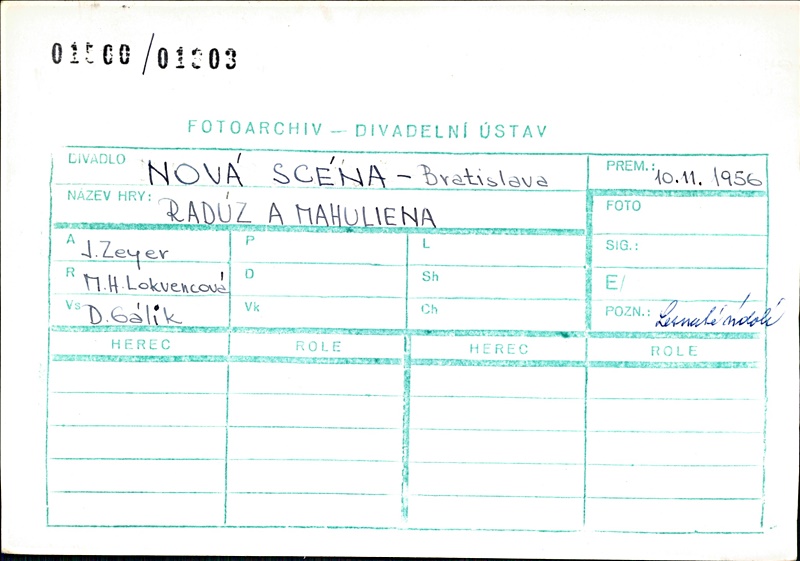 /
FOTOARCHIV — DIVADELNÍ ÚSTAV
DIVADLO NOVÁ SCÉNA – Bratislava
PREM.: 10.11. 1956
NÁZEV HRY: RADÚZ A MAHULIENA
FOTO
A J. Zeyer P L
SIG.:
R M.H. Lokvencová D Sh
E/
Vs D. Gálik Vk Ch
POZN.: údolí
HEREC ROLE HEREC ROLE